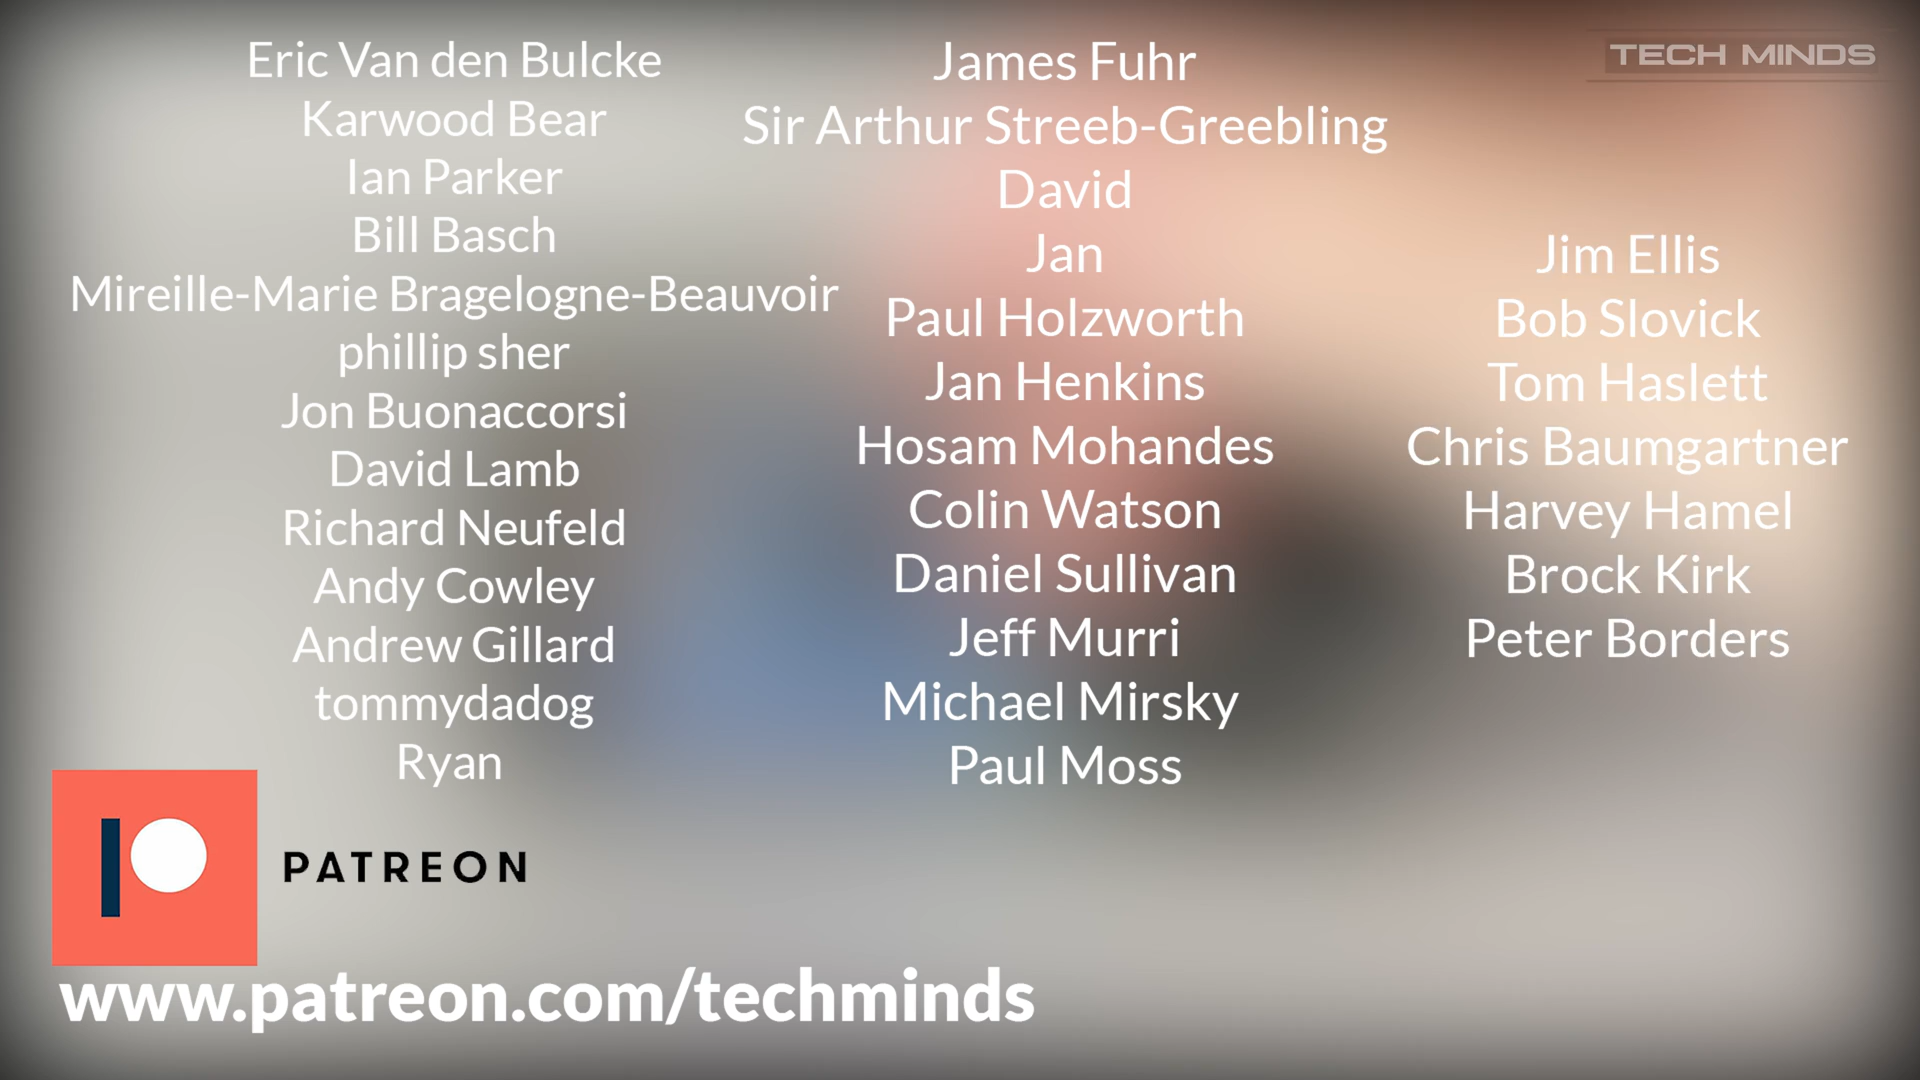 Eric Van den Bulcke
Karwood Bear
Ian Parker
Bill Basch
Mireille-Marie Bragelogne-Beauvoir
phillip sher
Jon Buonaccorsi
David Lamb
Richard Neufeld
Andy Cowley
Andrew Gillard
tommydadog
Ryan
James Fuhr
Sir Arthur Streeb-Greebling
David
Jan
Paul Holzworth
Jan Henkins
Hosam Mohandes
Colin Watson
Daniel Sullivan
Jeff Murri
Michael Mirsky
Paul Moss
TECH MINDS
Jim Ellis
Bob Slovick
Tom Haslett
Chris Baumgartner
Harvey Hamel
Brock Kirk
Peter Borders
PATREON
www.patreon.com/techminds